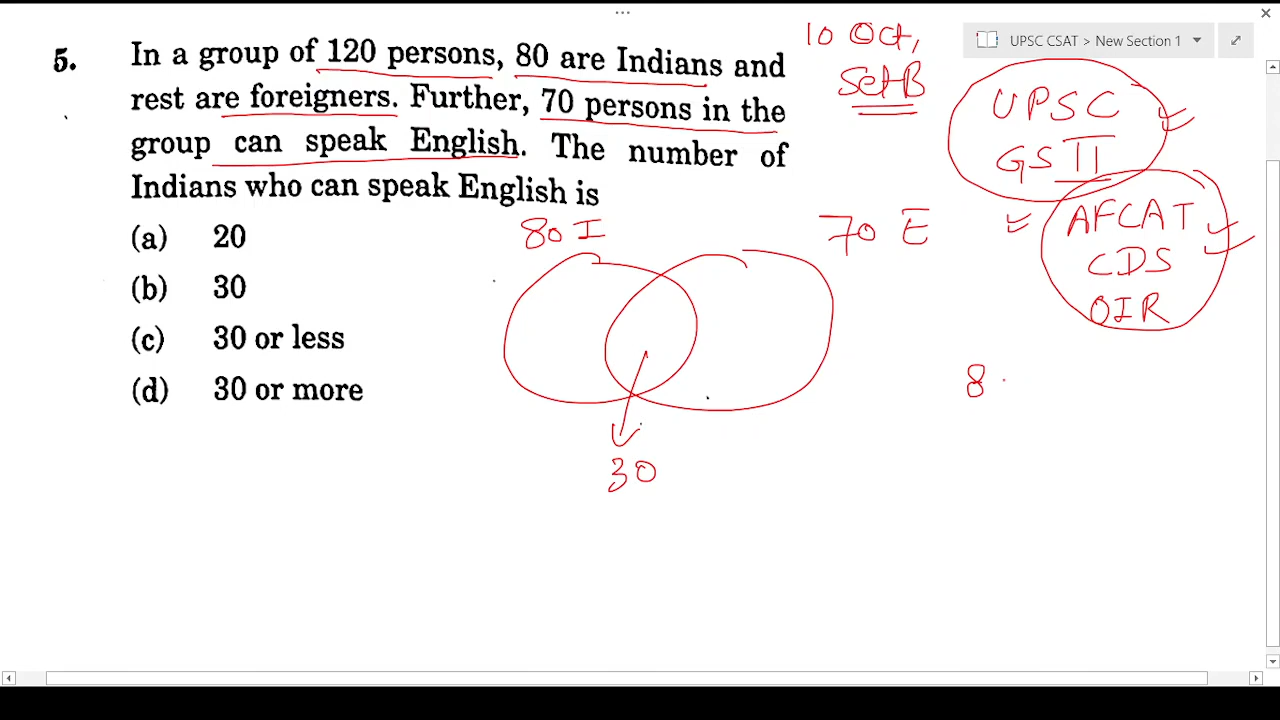 5. In a group of 120 persons, 80 are Indians and
rest are foreigners. Further, 70 persons in the
group can speak English. The number of
Indians who can speak English is
(a) 20
(b) 30
(c) 30 or less
(d) 30 or more
10 Oct,
Set-B
UPSC CSAT > New Section 1
UPSC
GS II
AFCAT
CDS
OIR
80 I
70 E
30
8